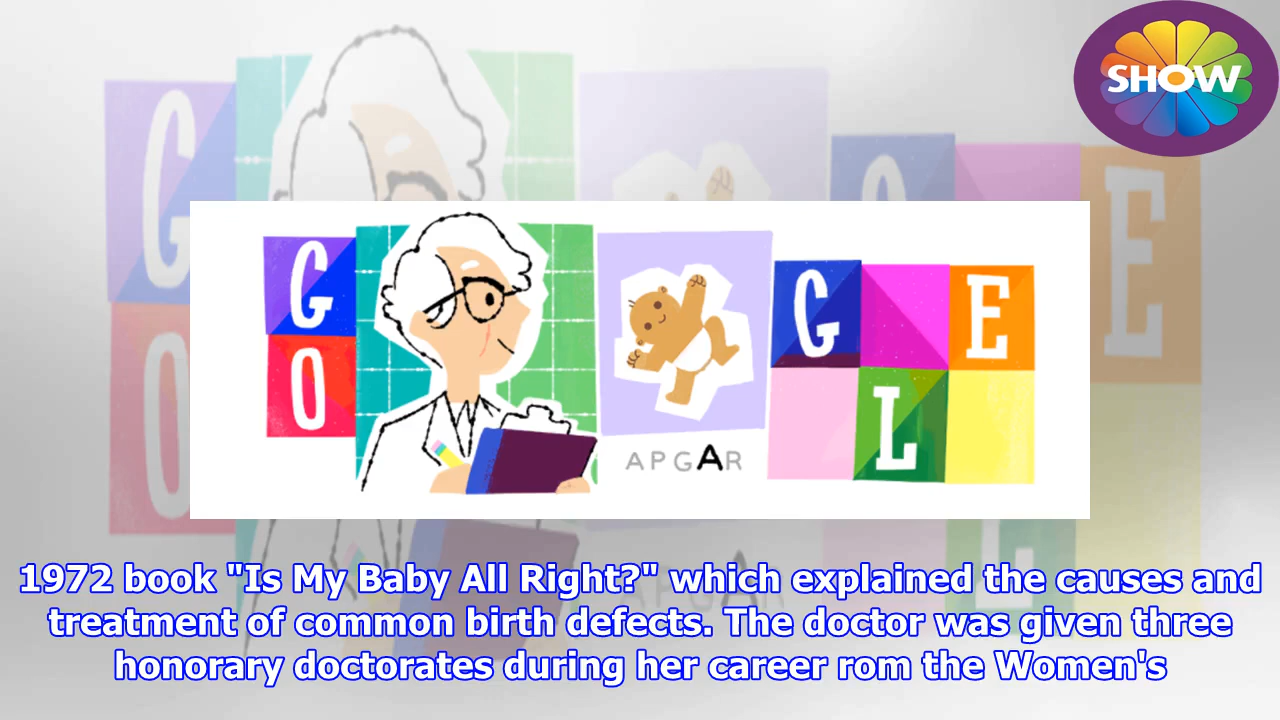 SHOW
G
O
G
E
L
APGAR
1972 book "Is My Baby All Right?" which explained the causes and
treatment of common birth defects. The doctor was given three
honorary doctorates during her career rom the Women's